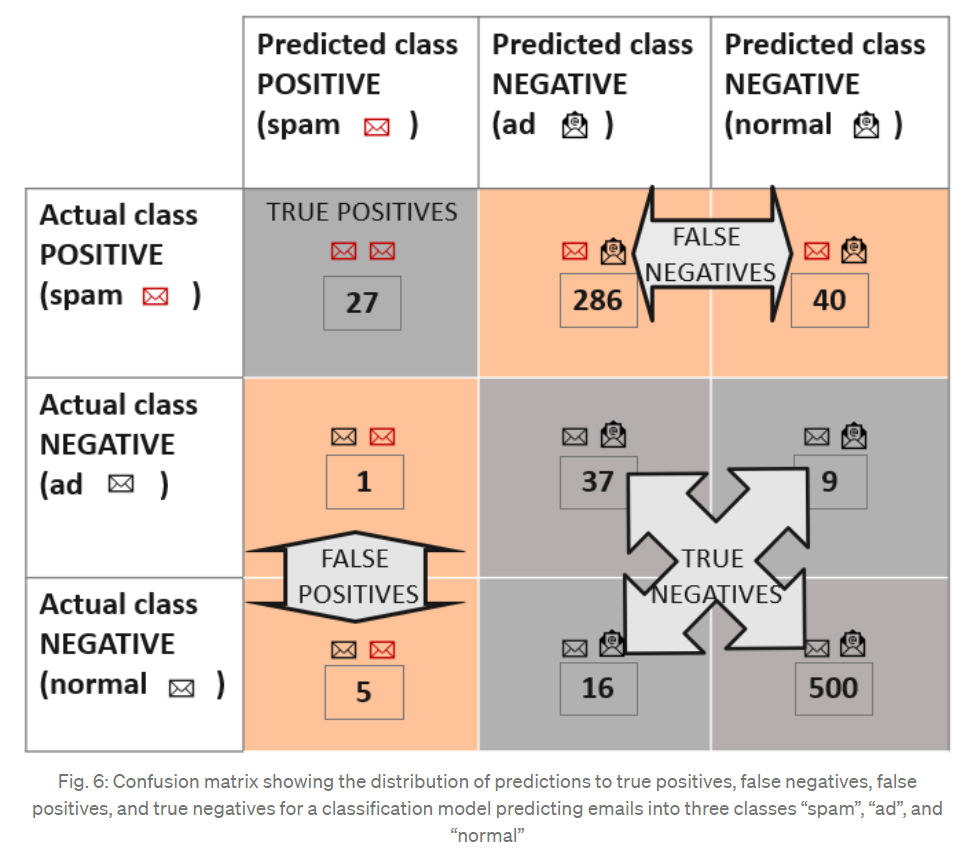 Predicted class
POSITIVE
(spam )
Predicted class
NEGATIVE
(ad )
Predicted class
NEGATIVE
(normal )
Actual class
POSITIVE
(spam )
TRUE POSITIVES
27
286
FALSE
NEGATIVES
40
Actual class
NEGATIVE
(ad )
1
37
9
FALSE
POSITIVES
TRUE
NEGATIVES
Actual class
NEGATIVE
(normal )
5
16
500
Fig. 6: Confusion matrix showing the distribution of predictions to true positives, false negatives, false
positives, and true negatives for a classification model predicting emails into three classes “spam”, “ad”, and
“normal”